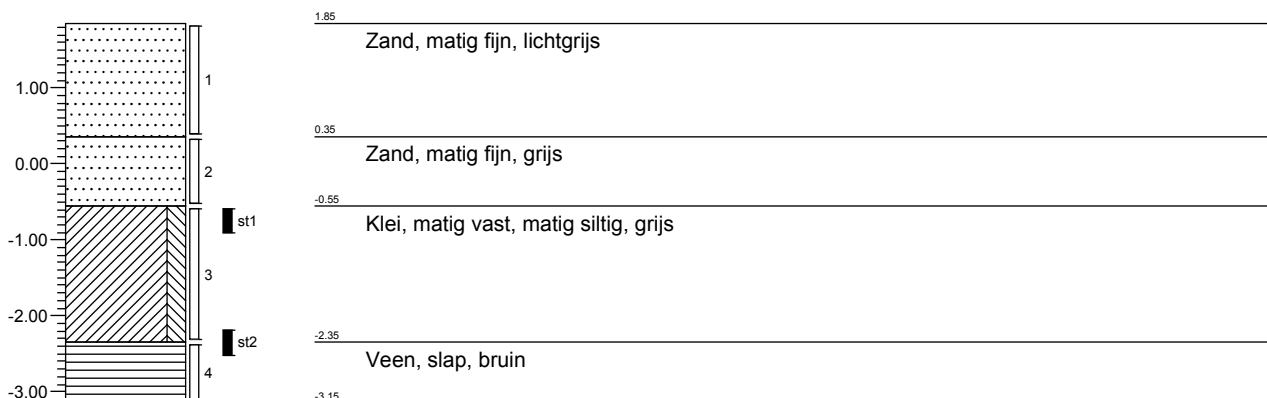 1.85
Zand, matig fijn, lichtgrijs
1
1.00
0.35
Zand, matig fijn, grijs
0.00
2
-0.55
st1
Klei, matig vast, matig siltig, grijs
-1.00
3
-2.00
-2.35
st2
Veen, slap, bruin
4
-3.00
-3.15